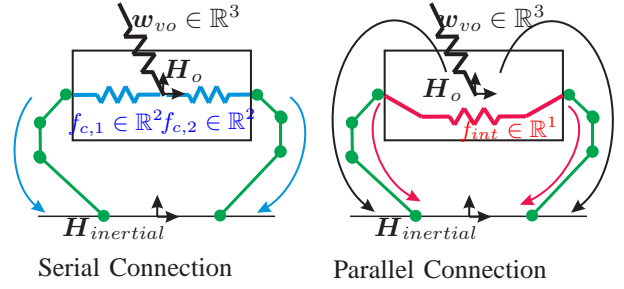 w_{vo} ∈ ℝ^3
H_o
f_{c,1} ∈ ℝ^2 f_{c,2} ∈ ℝ^2
H_{inertial}
Serial Connection
w_{vo} ∈ ℝ^3
H_o
f_{int} ∈ ℝ^1
H_{inertial}
Parallel Connection